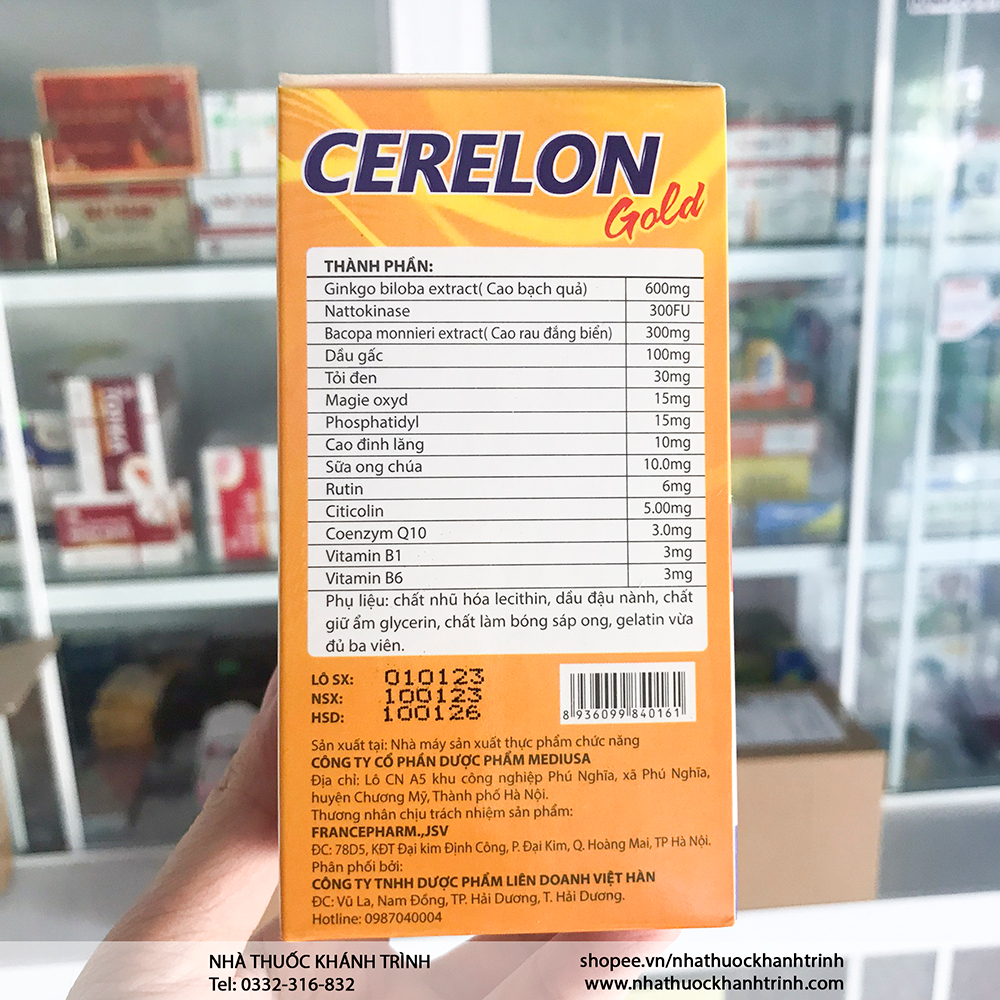 CERELON
Gold
THÀNH PHẦN:
Ginkgo biloba extract( Cao bạch quả) 600mg
Nattokinase 300FU
Bacopa monnieri extract( Cao rau đắng biển) 300mg
Dầu gấc 100mg
Tỏi đen 30mg
Magie oxyd 15mg
Phosphatidyl 15mg
Cao đinh lăng 10mg
Sữa ong chúa 10.0mg
Rutin 6mg
Citicolin 5.00mg
Coenzym Q10 3.0mg
Vitamin B1 3mg
Vitamin B6 3mg
Phụ liệu: chất nhũ hóa lecithin, dầu đậu nành, chất
giữ ẩm glycerin, chất làm bóng sáp ong, gelatin vừa
đủ ba viên.
LÔ SX: 010123
NSX: 100123
HSD: 100126
8 936099 840161
Sản xuất tại: Nhà máy sản xuất thực phẩm chức năng
CÔNG TY CỔ PHẦN DƯỢC PHẨM MEDIUSA
Địa chỉ: Lô CN A5 khu công nghiệp Phú Nghĩa, xã Phú Nghĩa,
huyện Chương Mỹ, Thành phố Hà Nội.
Thương nhân chịu trách nhiệm sản phẩm:
FRANCEPHARM.,JSV
ĐC: 78D5, KĐT Đại kim Định Công, P. Đại Kim, Q. Hoàng Mai, TP Hà Nội.
Phân phối bởi:
CÔNG TY TNHH DƯỢC PHẨM LIÊN DOANH VIỆT HÀN
ĐC: Vũ La, Nam Đồng, TP. Hải Dương, T. Hải Dương.
Hotline: 0987040004
NHÀ THUỐC KHÁNH TRÌNH
Tel: 0332-316-832
shopee.vn/nhathuockhanhtrinh
www.nhathuockhanhtrinh.com